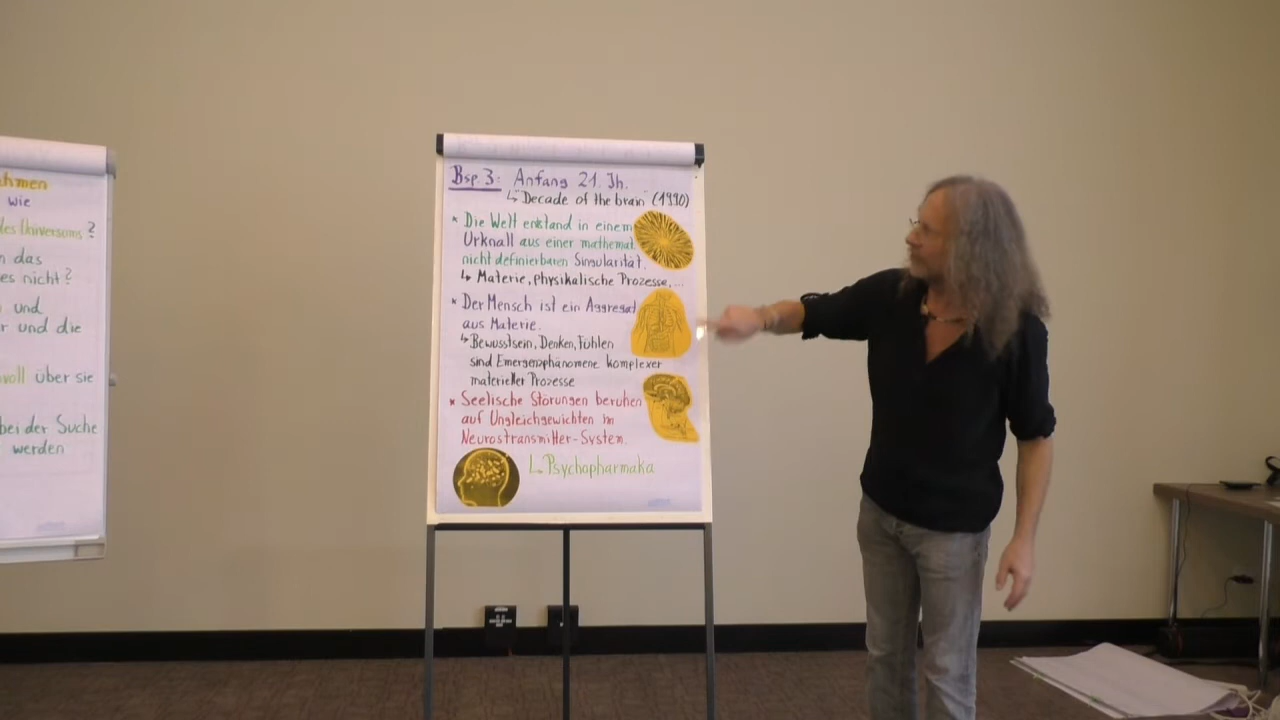 ahmen
wie
des Universums?
n das
es nicht?
und
r und die
voll über sie
bei der Suche
werden
Bsp. 3: Anfang 21. Jh.
↳ "Decade of the brain" (1990)
* Die Welt entstand in einem
Urknall aus einer mathemat.
nicht definierbaren Singularität.
↳ Materie, physikalische Prozesse, ...
* Der Mensch ist ein Aggregat
aus Materie.
↳ Bewusstsein, Denken, Fühlen
sind Emergenzphänomene komplexer
materieller Prozesse
* Seelische Störungen beruhen
auf Ungleichgewichten im
Neurostransmitter-System.
↳ Psychopharmaka